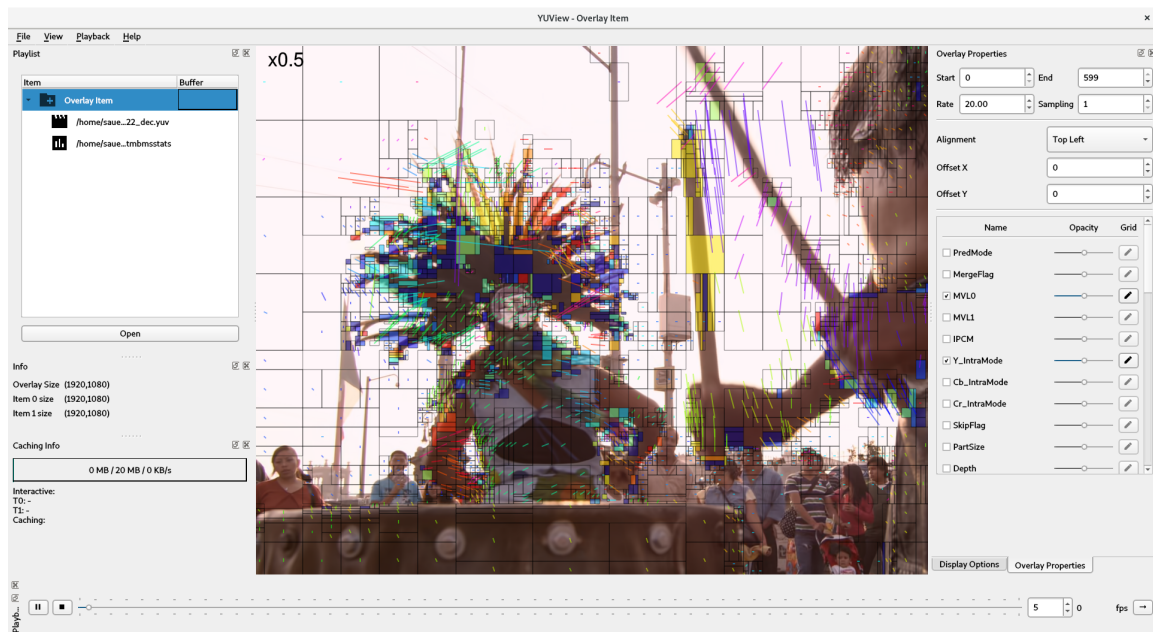 YUView - Overlay Item
File View Playback Help
Playlist
Item Buffer
Overlay Item
/home/saue...22_dec.yuv
/home/saue...tmbmsstats
Open
Info
Overlay Size (1920,1080)
Item 0 size (1920,1080)
Item 1 size (1920,1080)
Caching Info
0 MB / 20 MB / 0 KB/s
Interactive:
T0: -
T1: -
Caching:
x0.5
Overlay Properties
Start 0 End 599
Rate 20.00 Sampling 1
Alignment Top Left
Offset X 0
Offset Y 0
Name Opacity Grid
PredMode
MergeFlag
MVL0
MVL1
IPCM
Y_IntraMode
Cb_IntraMode
Cr_IntraMode
SkipFlag
PartSize
Depth
Display Options Overlay Properties
Playb...
5 0 fps